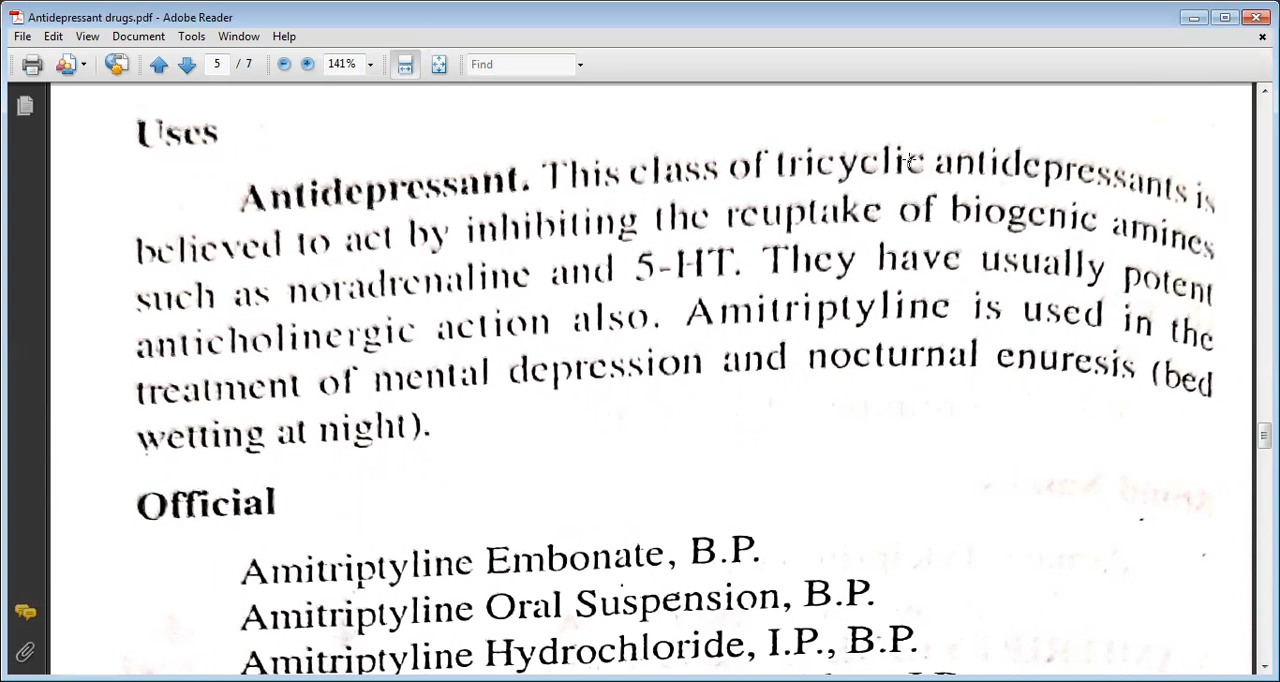 Antidepressant drugs.pdf - Adobe Reader
File Edit View Document Tools Window Help
5 / 7 141% Find
Uses
Antidepressant. This class of tricyclic antidepressants is
believed to act by inhibiting the reuptake of biogenic amines
such as noradrenaline and 5-HT. They have usually potent
anticholinergic action also. Amitriptyline is used in the
treatment of mental depression and nocturnal enuresis (bed
wetting at night).
Official
Amitriptyline Embonate, B.P.
Amitriptyline Oral Suspension, B.P.
Amitriptyline Hydrochloride, I.P., B.P.